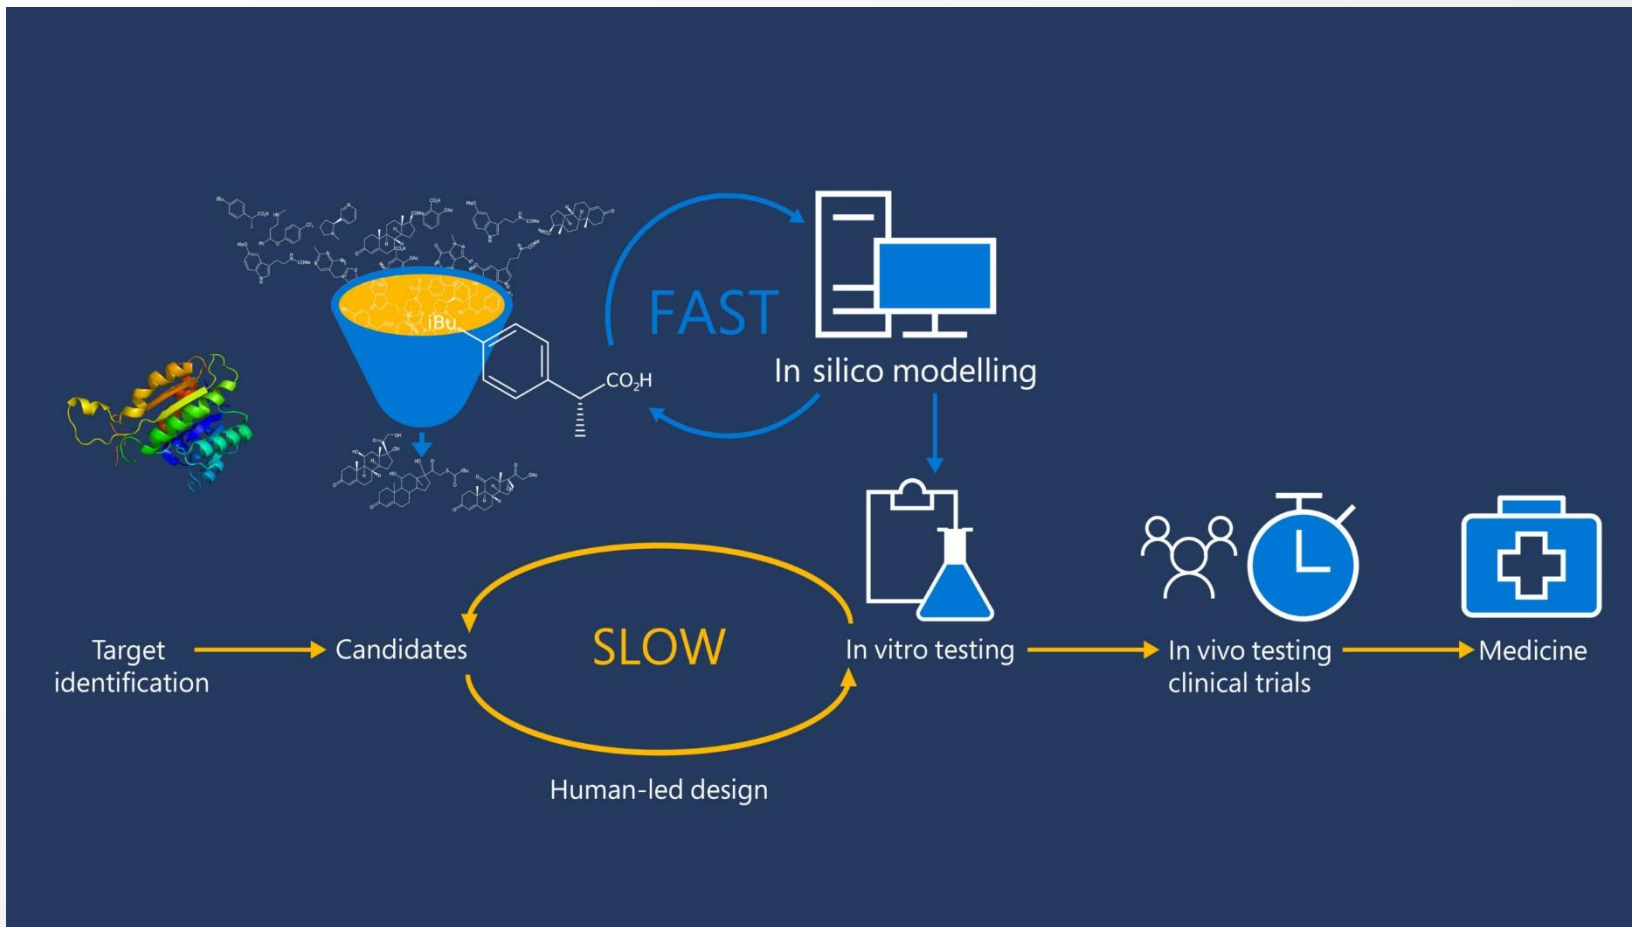 iBu
CO₂H
FAST
In silico modelling
SLOW
Target
identification
Candidates
In vitro testing
In vivo testing
clinical trials
Medicine
Human-led design